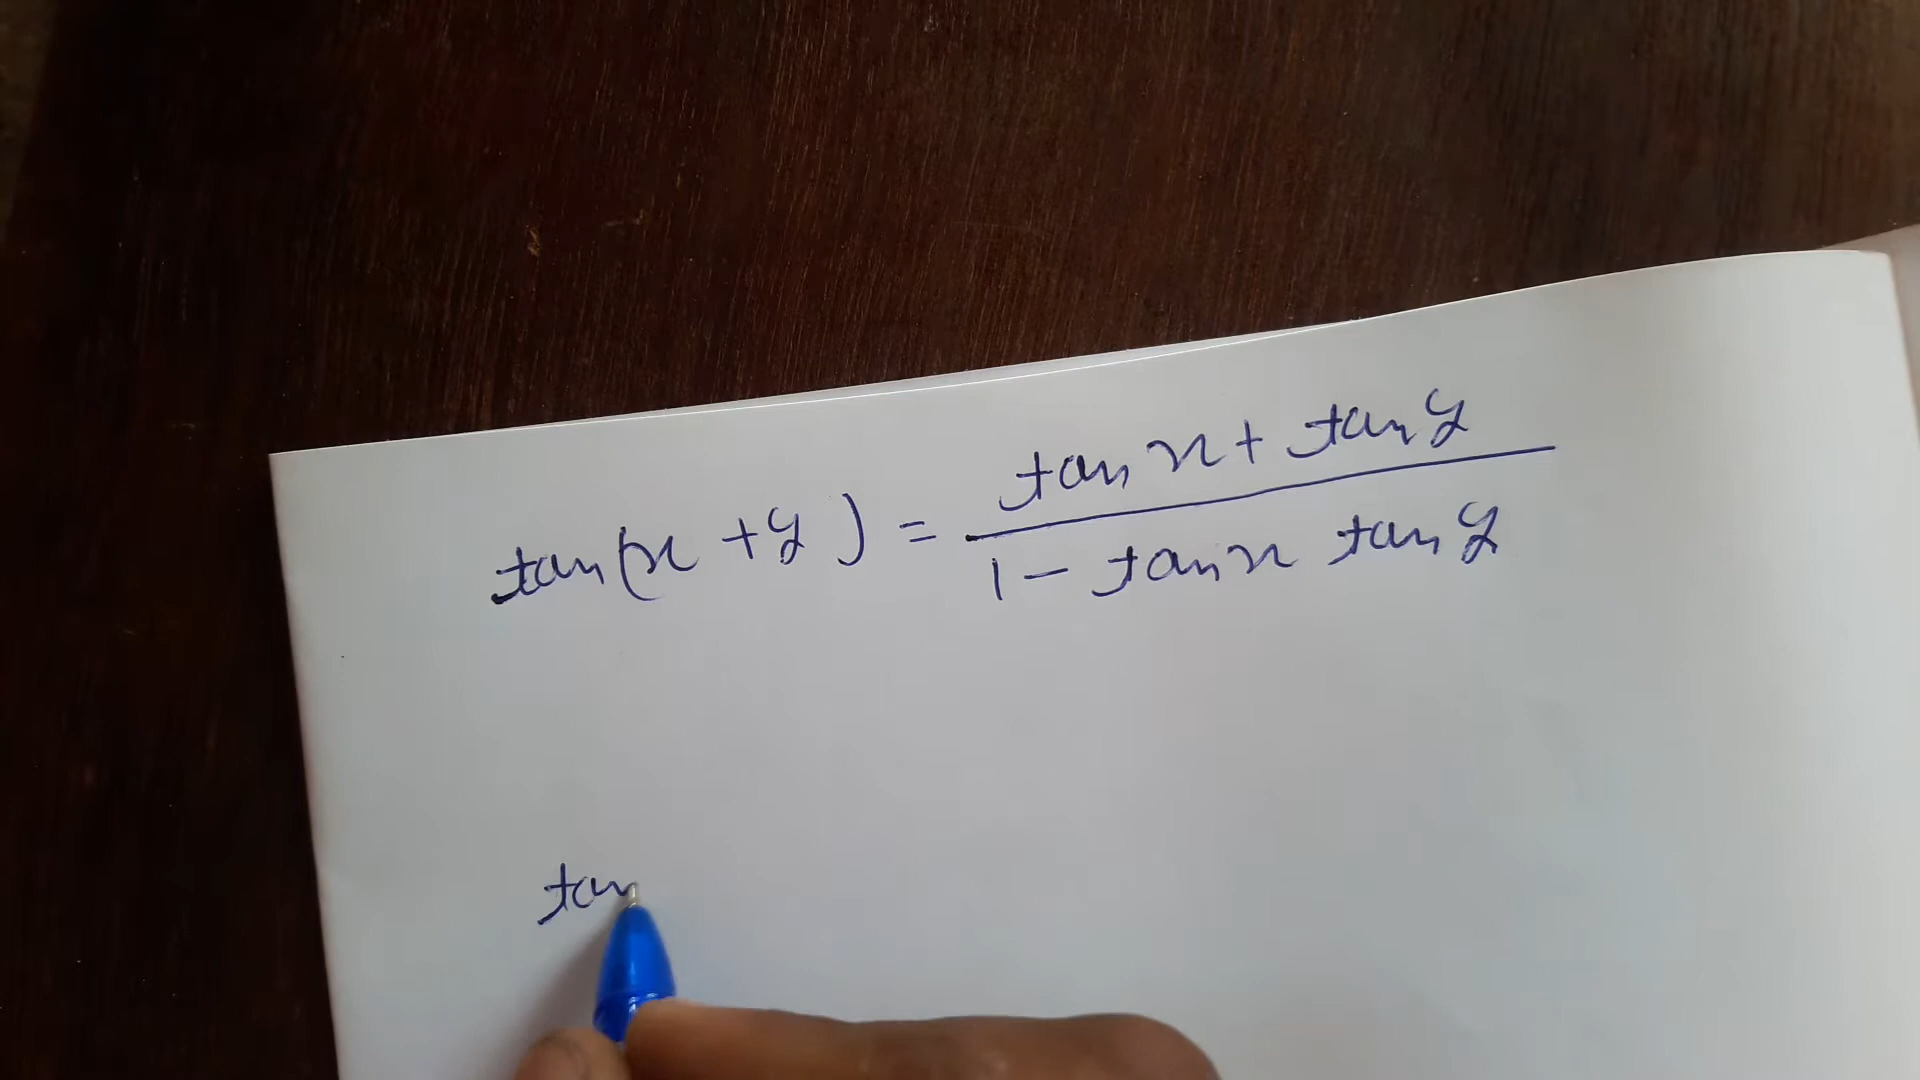 tan(x + y) = (tan x + tan y) / (1 - tan x tan y)
tan